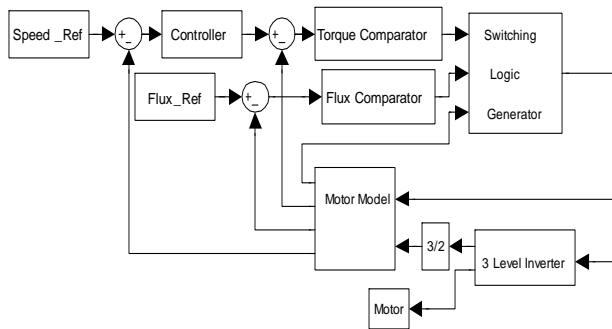 Speed _Ref
+
_
Controller
+
_
Torque Comparator
Switching
Logic
Generator
Flux_Ref
+
_
Flux Comparator
Motor Model
3/2
3 Level Inverter
Motor